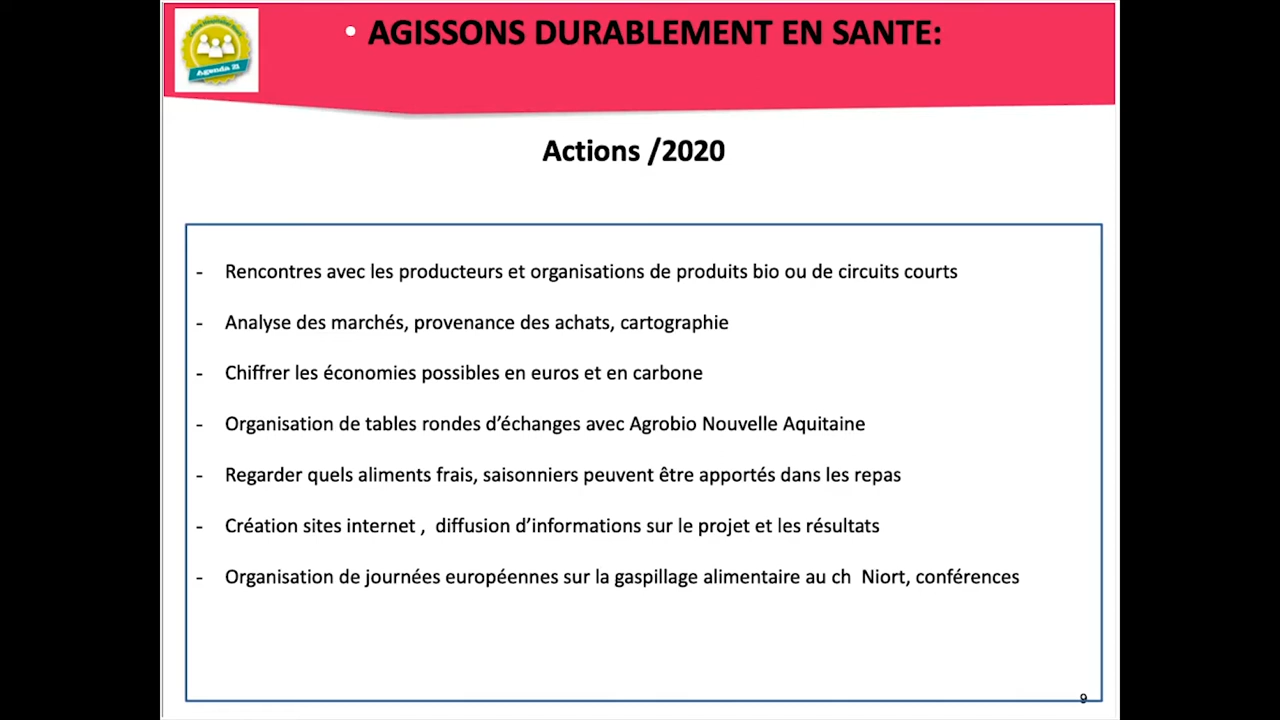 • AGISSONS DURABLEMENT EN SANTE:
Agenda 21
Actions /2020
- Rencontres avec les producteurs et organisations de produits bio ou de circuits courts
- Analyse des marchés, provenance des achats, cartographie
- Chiffrer les économies possibles en euros et en carbone
- Organisation de tables rondes d’échanges avec Agrobio Nouvelle Aquitaine
- Regarder quels aliments frais, saisonniers peuvent être apportés dans les repas
- Création sites internet , diffusion d’informations sur le projet et les résultats
- Organisation de journées européennes sur la gaspillage alimentaire au ch Niort, conférences
9